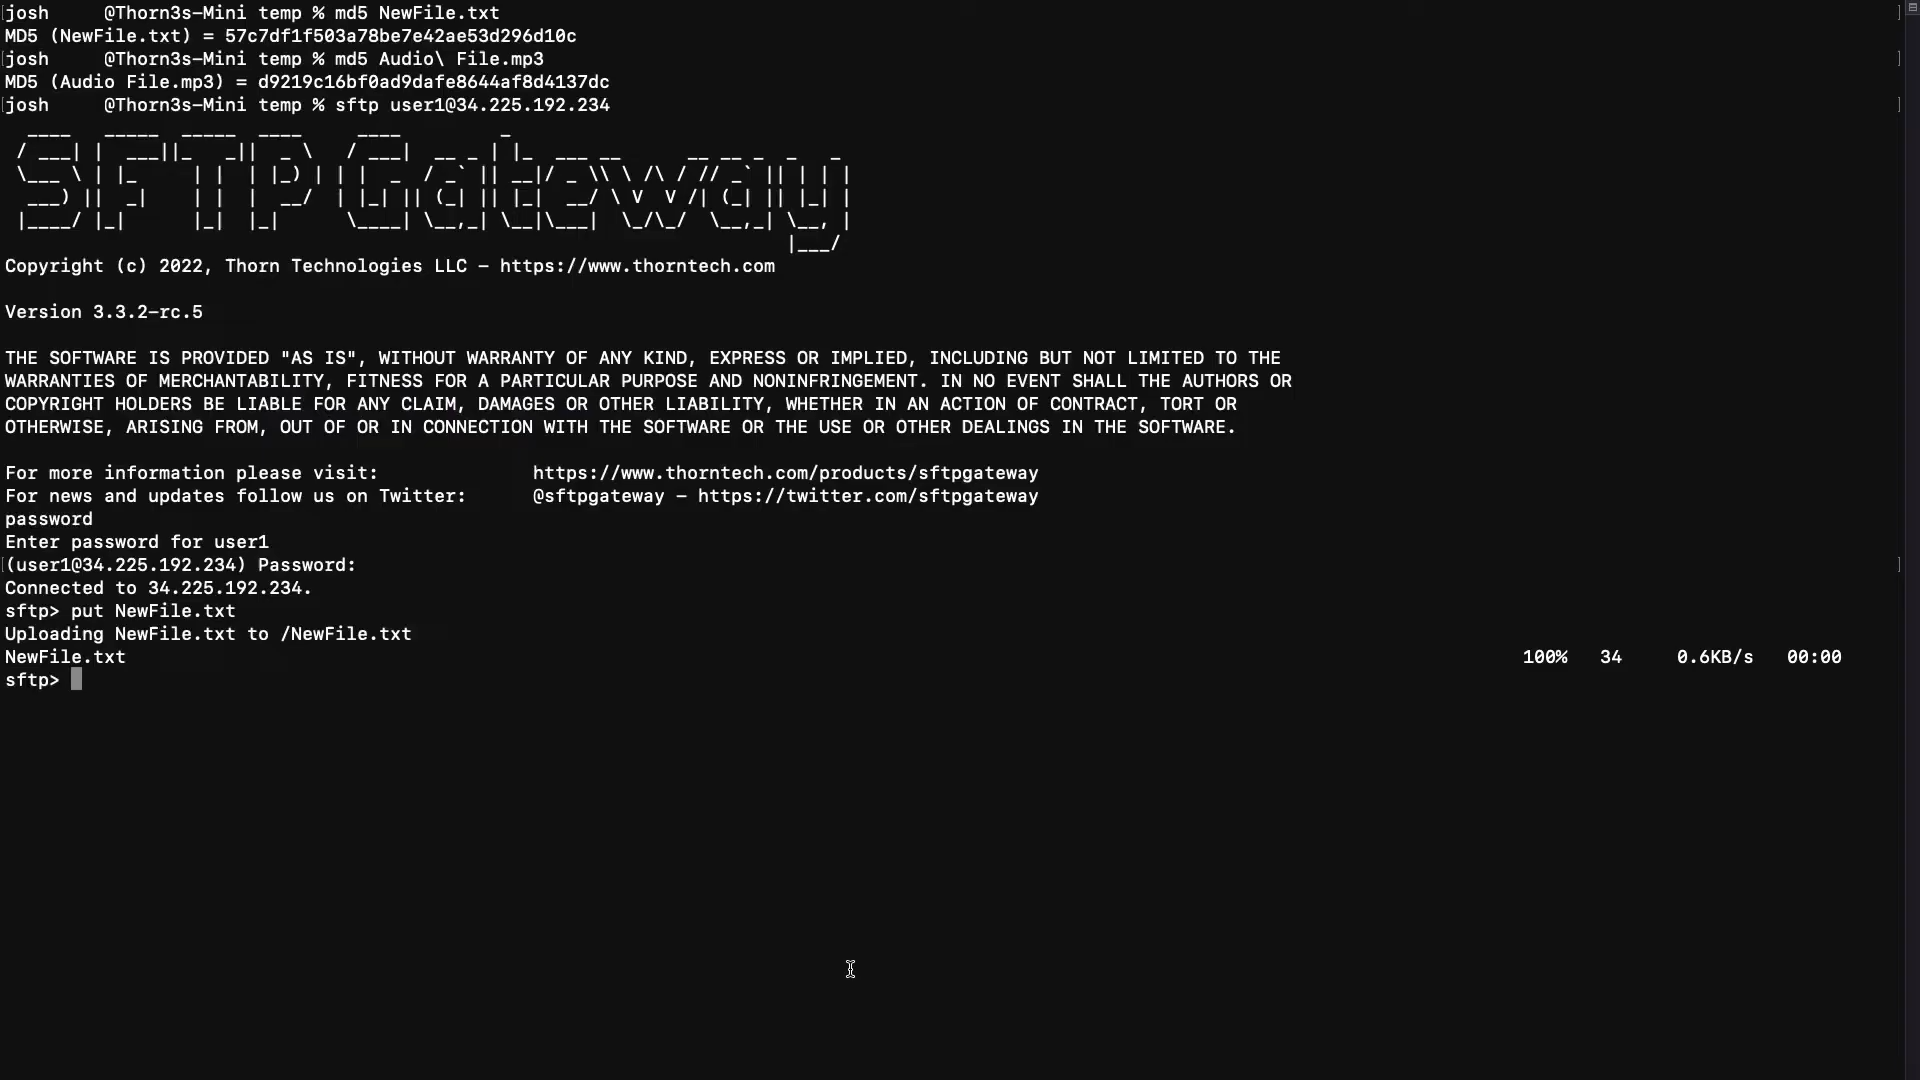 josh     @Thorn3s-Mini temp % md5 NewFile.txt
MD5 (NewFile.txt) = 57c7df1f503a78be7e42ae53d296d10c
josh     @Thorn3s-Mini temp % md5 Audio\ File.mp3
MD5 (Audio File.mp3) = d9219c16bf0ad9dafe8644af8d4137dc
josh     @Thorn3s-Mini temp % sftp user1@34.225.192.234
SFTP Gateway
Copyright (c) 2022, Thorn Technologies LLC - https://www.thorntech.com
Version 3.3.2-rc.5
THE SOFTWARE IS PROVIDED "AS IS", WITHOUT WARRANTY OF ANY KIND, EXPRESS OR IMPLIED, INCLUDING BUT NOT LIMITED TO THE
WARRANTIES OF MERCHANTABILITY, FITNESS FOR A PARTICULAR PURPOSE AND NONINFRINGEMENT. IN NO EVENT SHALL THE AUTHORS OR
COPYRIGHT HOLDERS BE LIABLE FOR ANY CLAIM, DAMAGES OR OTHER LIABILITY, WHETHER IN AN ACTION OF CONTRACT, TORT OR
OTHERWISE, ARISING FROM, OUT OF OR IN CONNECTION WITH THE SOFTWARE OR THE USE OR OTHER DEALINGS IN THE SOFTWARE.
For more information please visit:              https://www.thorntech.com/products/sftpgateway
For news and updates follow us on Twitter:      @sftpgateway - https://twitter.com/sftpgateway
password
Enter password for user1
(user1@34.225.192.234) Password:
Connected to 34.225.192.234.
sftp> put NewFile.txt
Uploading NewFile.txt to /NewFile.txt
NewFile.txt     100%   34     0.6KB/s   00:00
sftp>